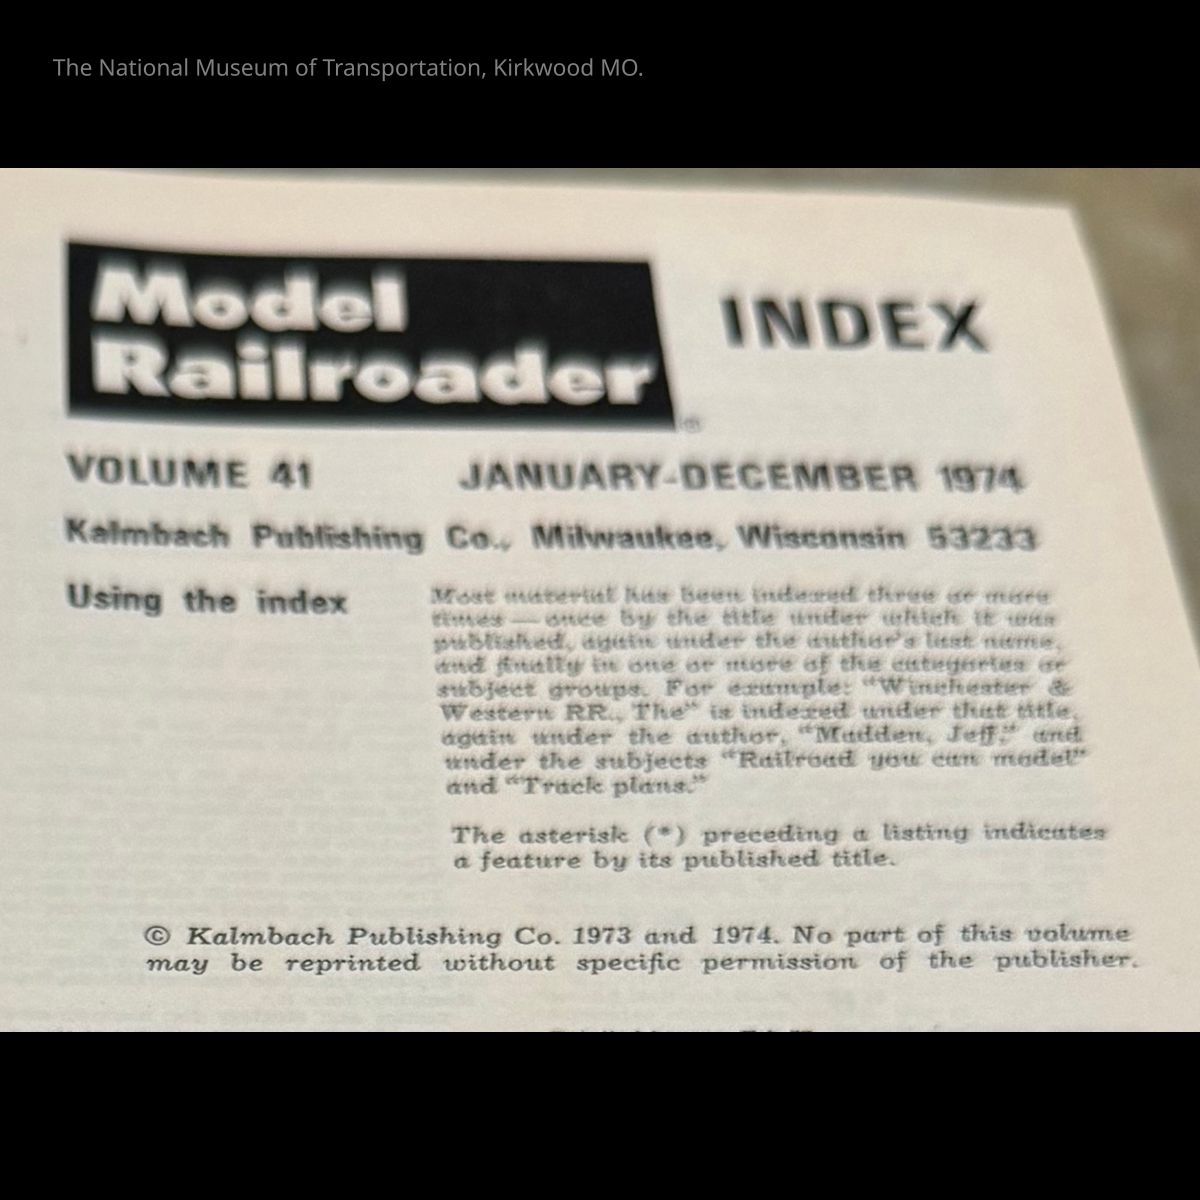 The National Museum of Transportation, Kirkwood MO.
Model
Railroader
INDEX
®
VOLUME 41 JANUARY-DECEMBER 1974
Kalmbach Publishing Co., Milwaukee, Wisconsin 53233
Using the index
Most material has been indexed three or more
times — once by the title under which it was
published, again under the author's last name,
and finally in one or more of the categories or
subject groups. For example: "Winchester &
Western RR., The" is indexed under that title,
again under the author, "Madden, Jeff," and
under the subjects "Railroad you can model"
and "Track plans."
The asterisk (*) preceding a listing indicates
a feature by its published title.
© Kalmbach Publishing Co. 1973 and 1974. No part of this volume
may be reprinted without specific permission of the publisher.